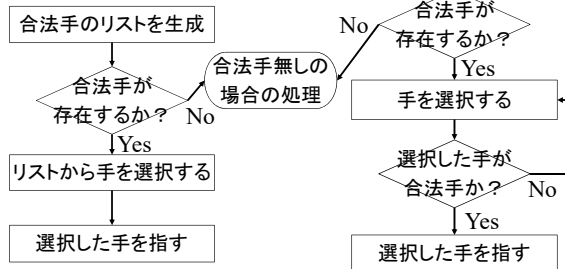 合法手のリストを生成
合法手が
存在するか？
No
Yes
リストから手を選択する
選択した手を指す
合法手無しの
場合の処理
合法手が
存在するか？
No
Yes
手を選択する
選択した手が
合法手か？
No
Yes
選択した手を指す